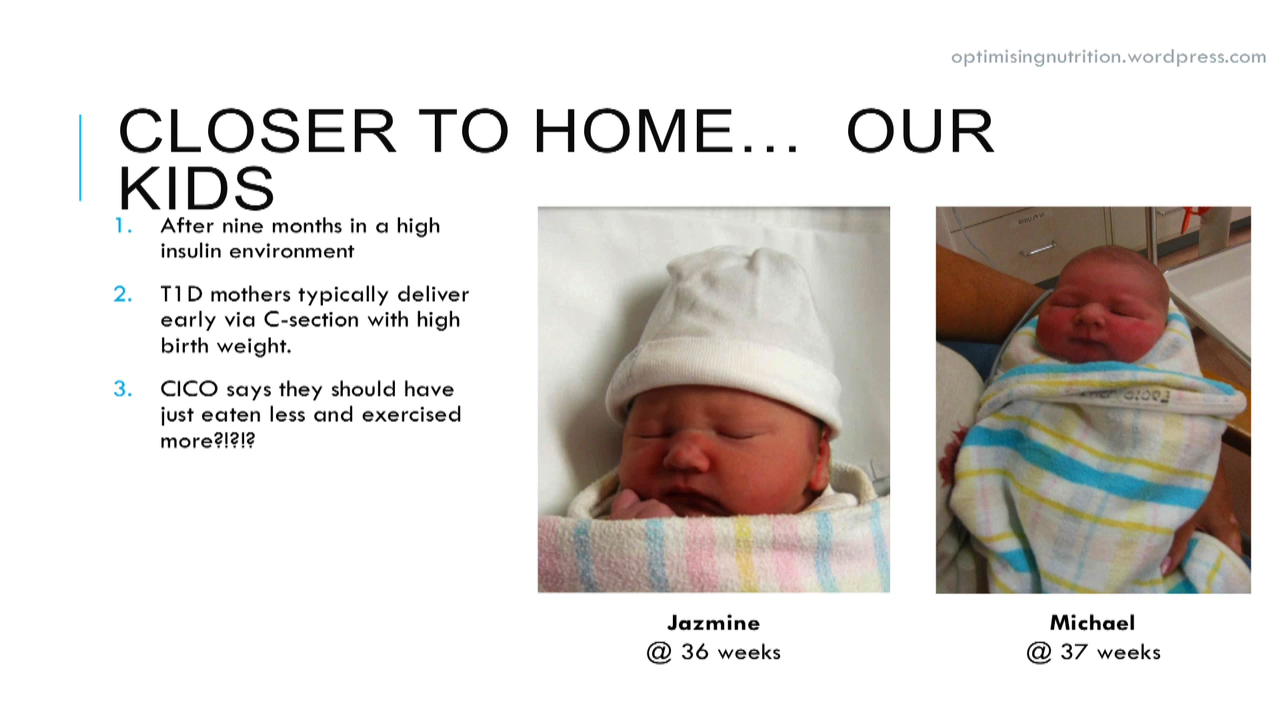 optimisingnutrition.wordpress.com
CLOSER TO HOME... OUR
KIDS
1. After nine months in a high
insulin environment
2. T1D mothers typically deliver
early via C-section with high
birth weight.
3. CICO says they should have
just eaten less and exercised
more?!?!?
Jazmine
@ 36 weeks
Michael
@ 37 weeks